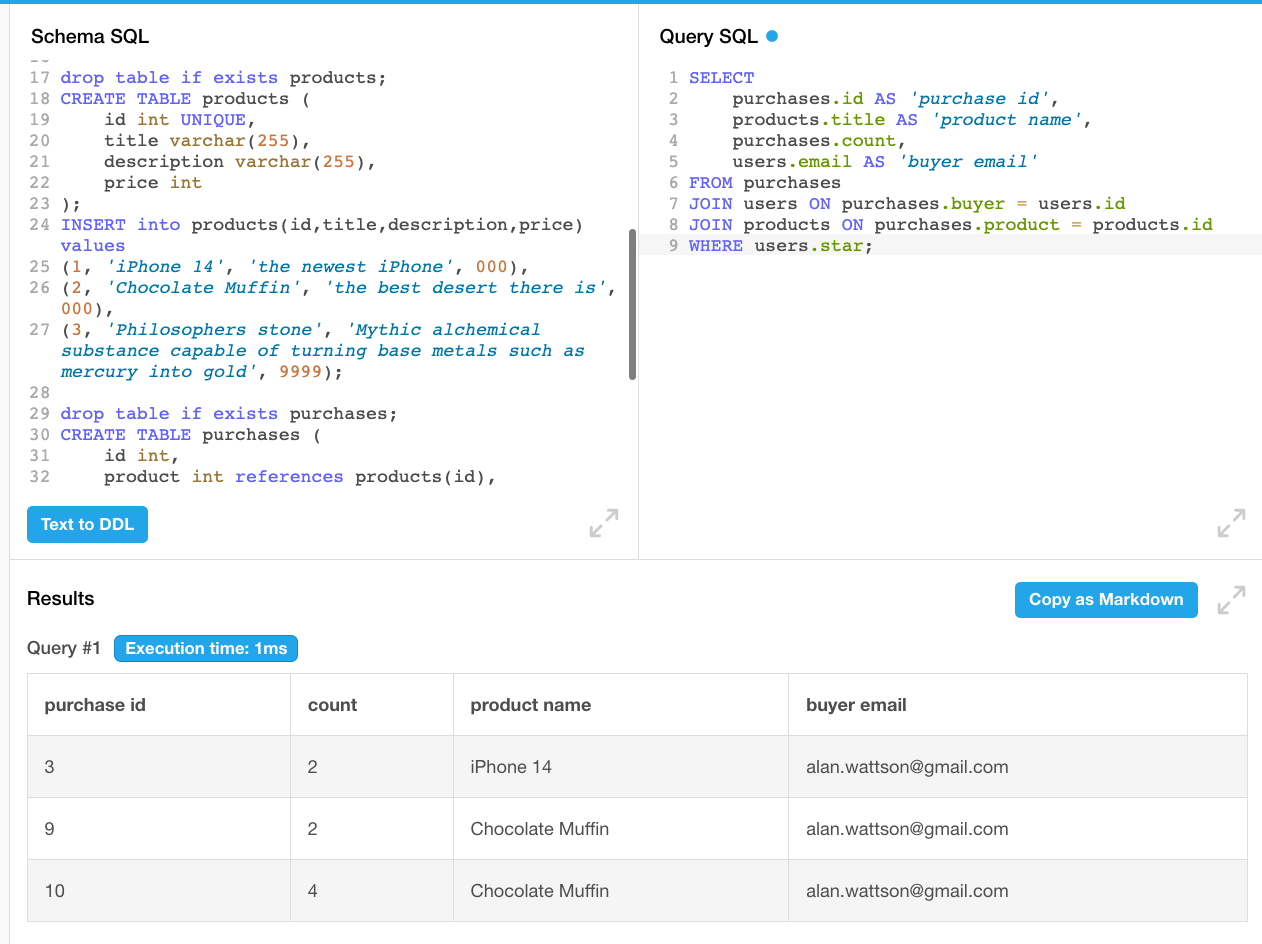 Schema SQL
17 drop table if exists products;
18 CREATE TABLE products (
19     id int UNIQUE,
20     title varchar(255),
21     description varchar(255),
22     price int
23 );
24 INSERT into products(id,title,description,price)
values
25 (1, 'iPhone 14', 'the newest iPhone', 000),
26 (2, 'Chocolate Muffin', 'the best desert there is',
000),
27 (3, 'Philosophers stone', 'Mythic alchemical
substance capable of turning base metals such as
mercury into gold', 9999);
28
29 drop table if exists purchases;
30 CREATE TABLE purchases (
31     id int,
32     product int references products(id),
Text to DDL
Query SQL
1 SELECT
2     purchases.id AS 'purchase id',
3     products.title AS 'product name',
4     purchases.count,
5     users.email AS 'buyer email'
6 FROM purchases
7 JOIN users ON purchases.buyer = users.id
8 JOIN products ON purchases.product = products.id
9 WHERE users.star;
Results
Copy as Markdown
Query #1 Execution time: 1ms
purchase id count product name buyer email
3 2 iPhone 14 alan.wattson@gmail.com
9 2 Chocolate Muffin alan.wattson@gmail.com
10 4 Chocolate Muffin alan.wattson@gmail.com